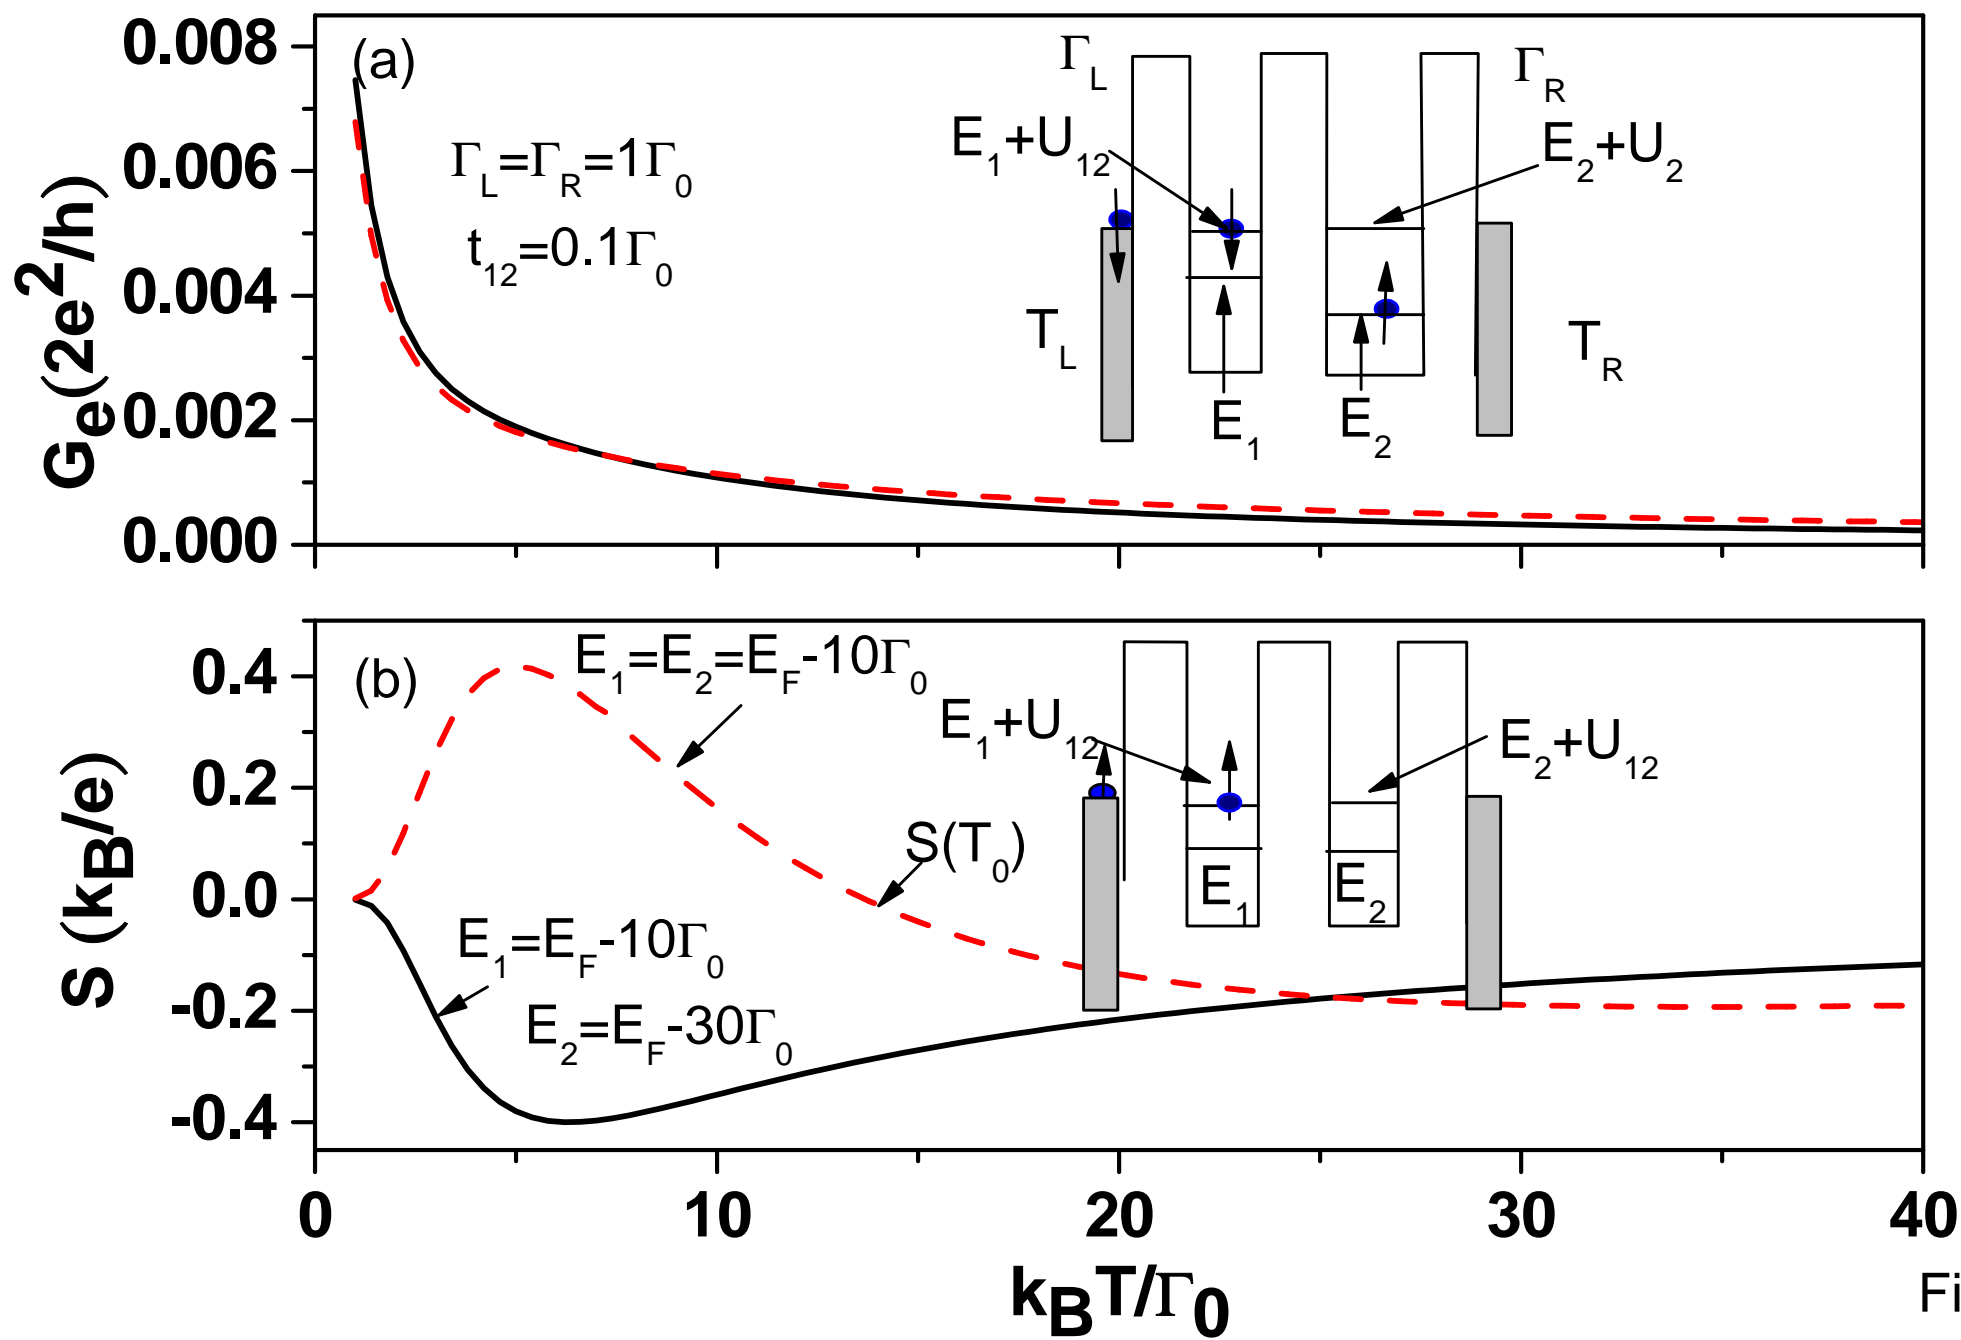 0.008
0.006
0.004
0.002
0.000
G_e(2e^2/h)
(a)
Γ_L=Γ_R=1Γ_0
t_12=0.1Γ_0
Γ_L
Γ_R
E_1+U_12
E_2+U_2
T_L
T_R
E_1
E_2
0.4
0.2
0.0
-0.2
-0.4
S (k_B/e)
(b)
E_1=E_2=E_F-10Γ_0
E_1+U_12
E_2+U_12
S(T_0)
E_1
E_2
E_1=E_F-10Γ_0
E_2=E_F-30Γ_0
0 10 20 30 40
k_BT/Γ_0
Fi